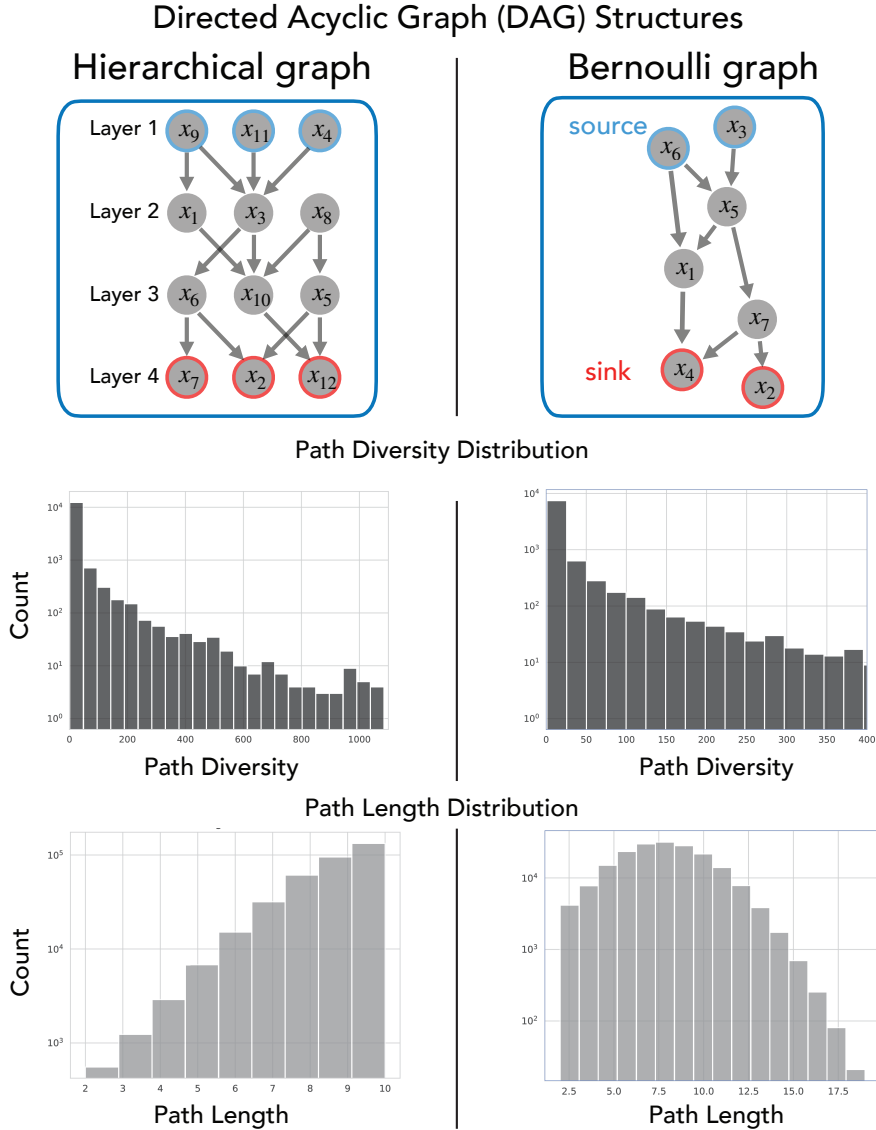 Directed Acyclic Graph (DAG) Structures
Hierarchical graph
Bernoulli graph
Layer 1
x9 x11 x4
Layer 2
x1 x3 x8
Layer 3
x6 x10 x5
Layer 4
x7 x2 x12
source
x6
x3
x5
x1
x7
sink
x4
x2
Path Diversity Distribution
Count
10^4
10^3
10^2
10^1
10^0
0 200 400 600 800 1000
Path Diversity
10^4
10^3
10^2
10^1
10^0
0 50 100 150 200 250 300 350 400
Path Diversity
Path Length Distribution
Count
10^5
10^4
10^3
2 3 4 5 6 7 8 9 10
Path Length
10^4
10^3
10^2
2.5 5.0 7.5 10.0 12.5 15.0 17.5
Path Length